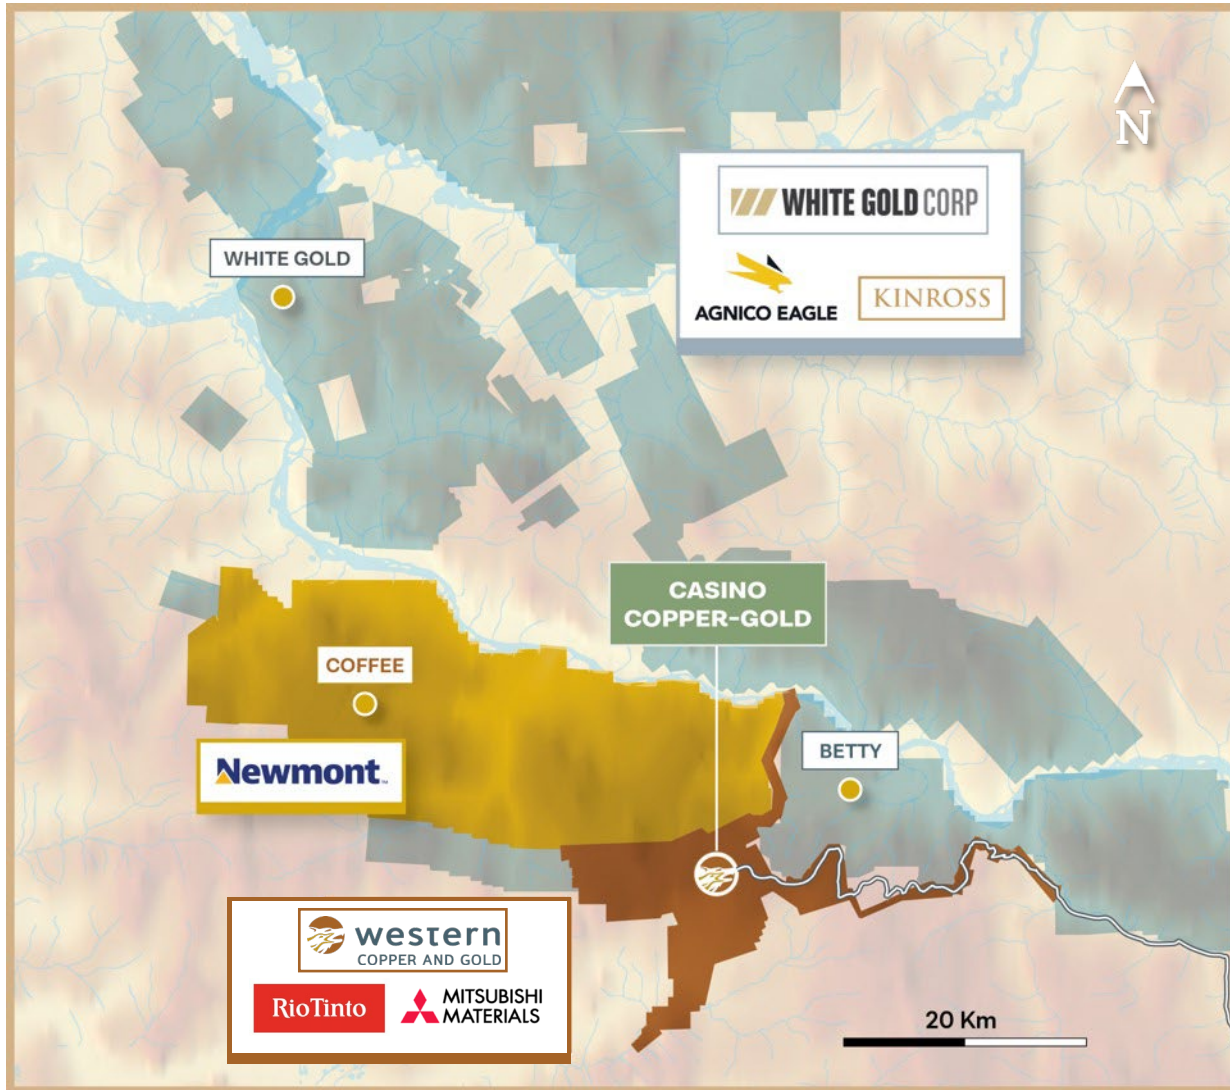 N
WHITE GOLD CORP
WHITE GOLD
AGNICO EAGLE
KINROSS
CASINO
COPPER-GOLD
COFFEE
BETTY
Newmont™
western
COPPER AND GOLD
RioTinto
MITSUBISHI
MATERIALS
20 Km